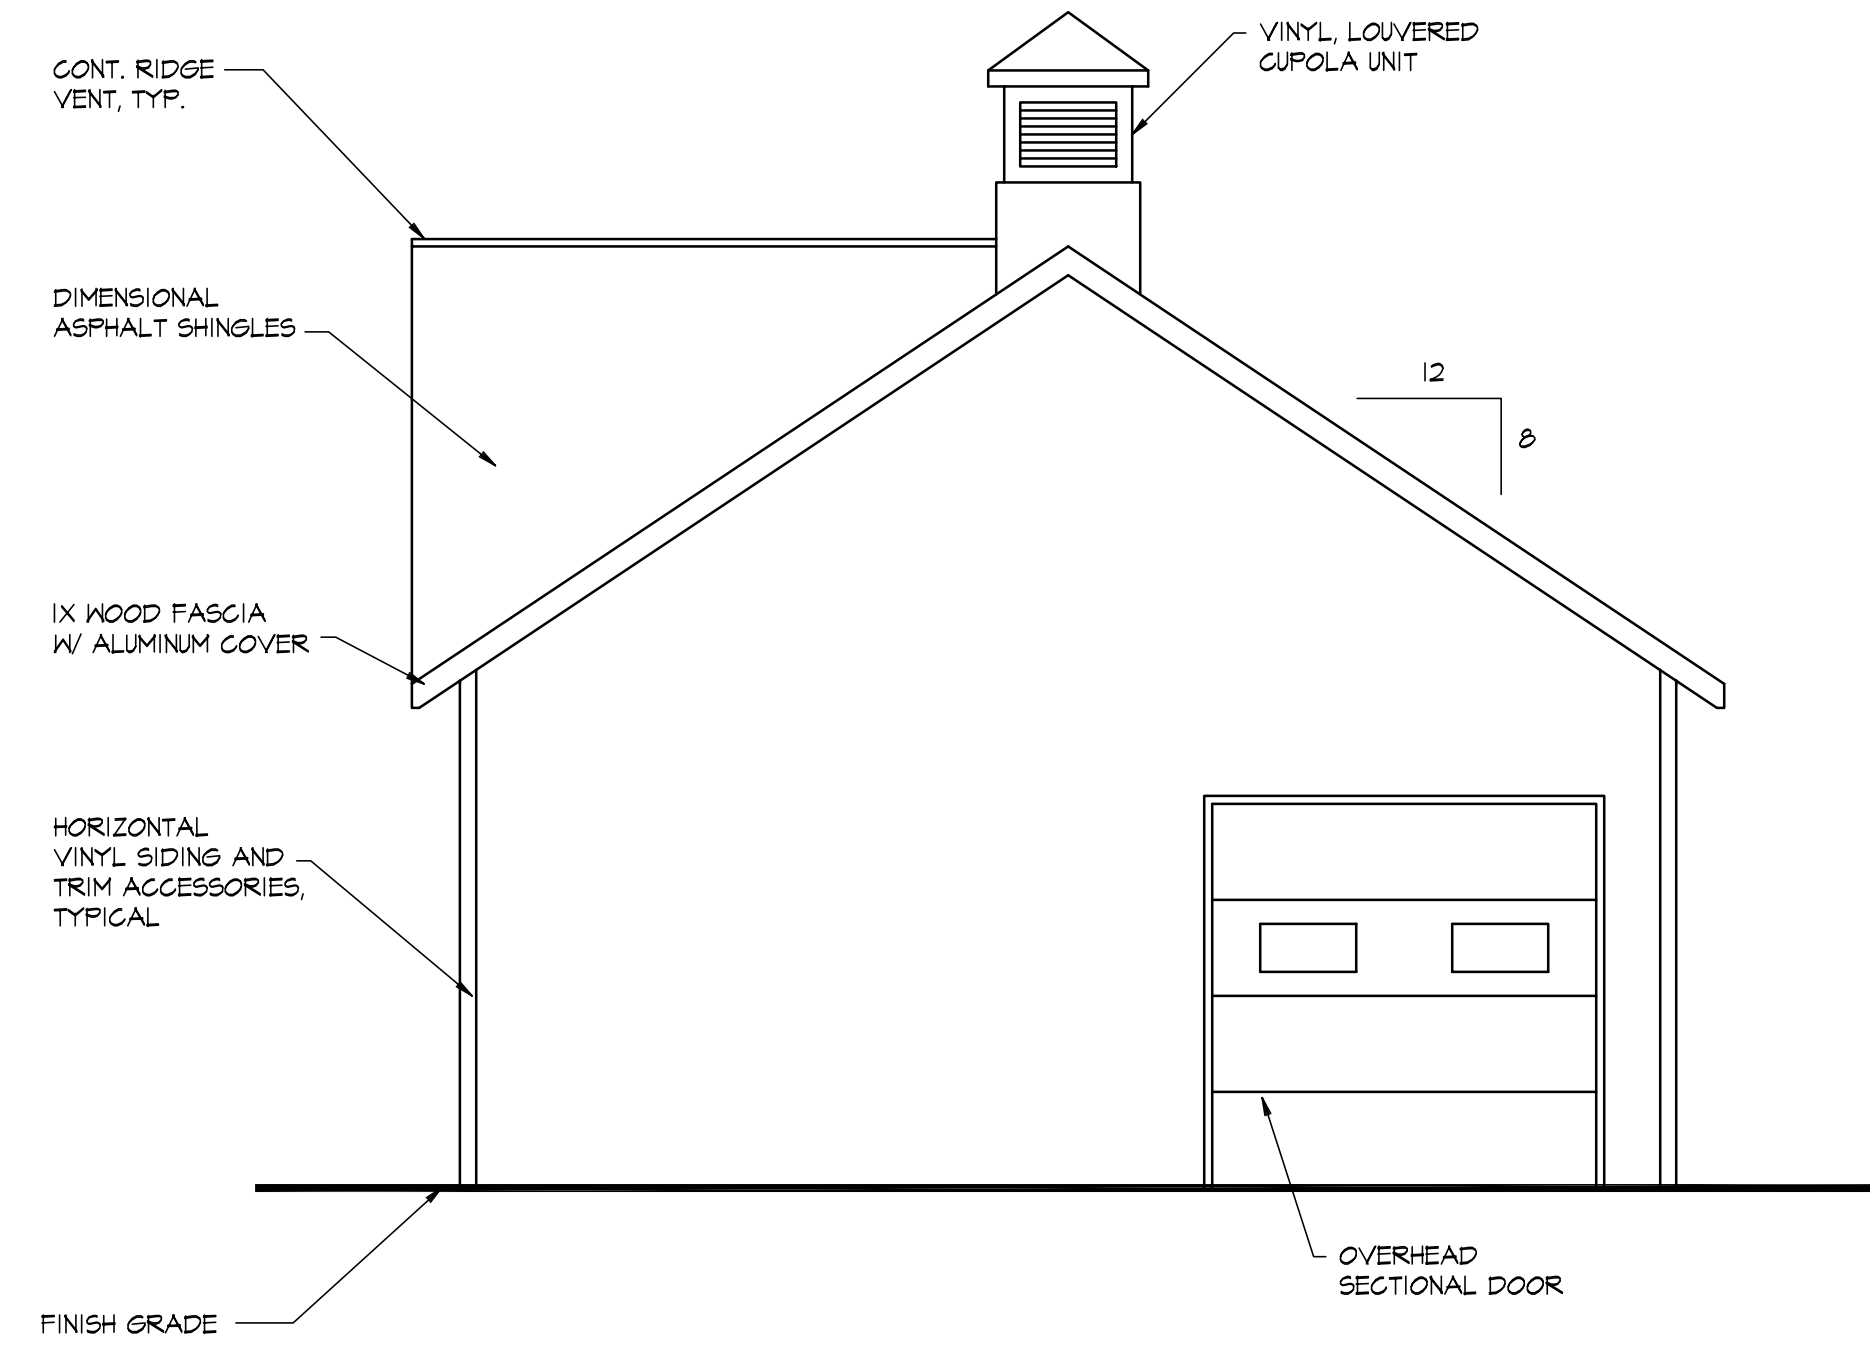 CONT. RIDGE
VENT, TYP.
VINYL, LOUVERED
CUPOLA UNIT
DIMENSIONAL
ASPHALT SHINGLES
12
8
1X WOOD FASCIA
W/ ALUMINUM COVER
HORIZONTAL
VINYL SIDING AND
TRIM ACCESSORIES,
TYPICAL
OVERHEAD
SECTIONAL DOOR
FINISH GRADE